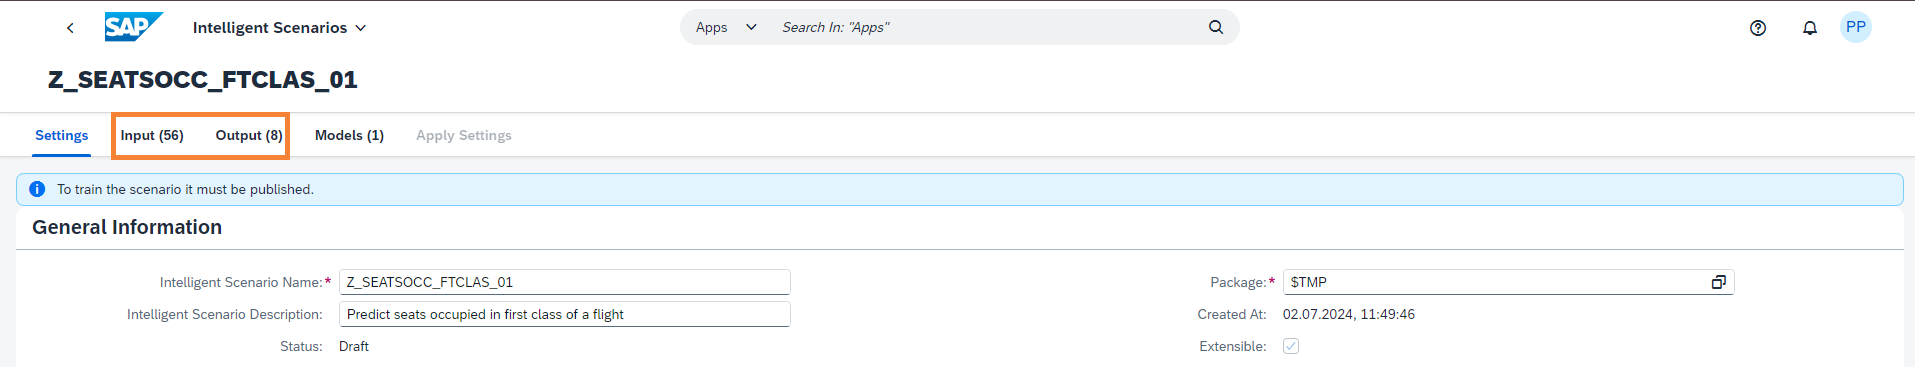 SAP Intelligent Scenarios Apps Search In: "Apps" PP
Z_SEATSOCC_FTCLAS_01
Settings Input (56) Output (8) Models (1) Apply Settings
To train the scenario it must be published.
General Information
Intelligent Scenario Name:* Z_SEATSOCC_FTCLAS_01 Package:* $TMP
Intelligent Scenario Description: Predict seats occupied in first class of a flight Created At: 02.07.2024, 11:49:46
Status: Draft Extensible: